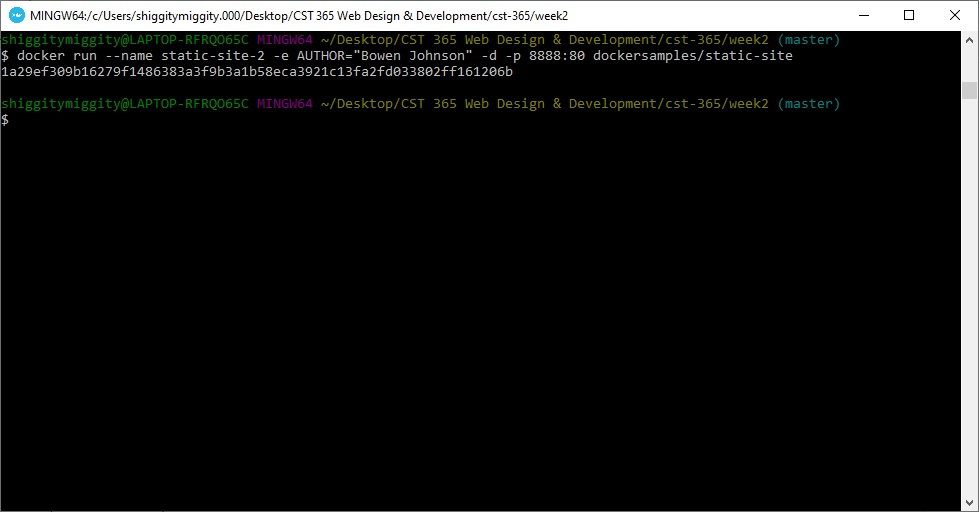 MINGW64:/c/Users/shiggitymiggity.000/Desktop/CST 365 Web Design & Development/cst-365/week2
shiggitymiggity@LAPTOP-RFRQO65C MINGW64 ~/Desktop/CST 365 Web Design & Development/cst-365/week2 (master)
$ docker run --name static-site-2 -e AUTHOR="Bowen Johnson" -d -p 8888:80 dockersamples/static-site
1a29ef309b16279f1486383a3f9b3a1b58eca3921c13fa2fd033802ff161206b
shiggitymiggity@LAPTOP-RFRQO65C MINGW64 ~/Desktop/CST 365 Web Design & Development/cst-365/week2 (master)
$